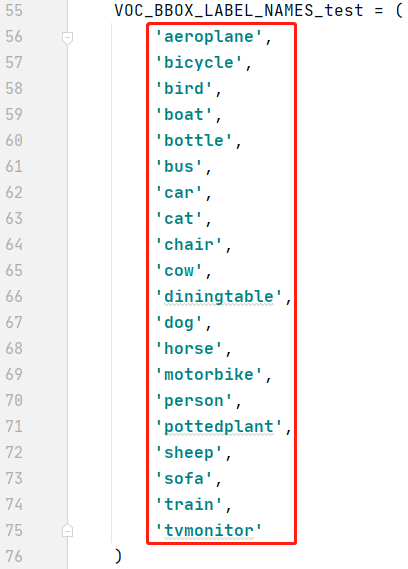 55 VOC_BBOX_LABEL_NAMES_test = (
56 'aeroplane',
57 'bicycle',
58 'bird',
59 'boat',
60 'bottle',
61 'bus',
62 'car',
63 'cat',
64 'chair',
65 'cow',
66 'diningtable',
67 'dog',
68 'horse',
69 'motorbike',
70 'person',
71 'pottedplant',
72 'sheep',
73 'sofa',
74 'train',
75 'tvmonitor'
76 )